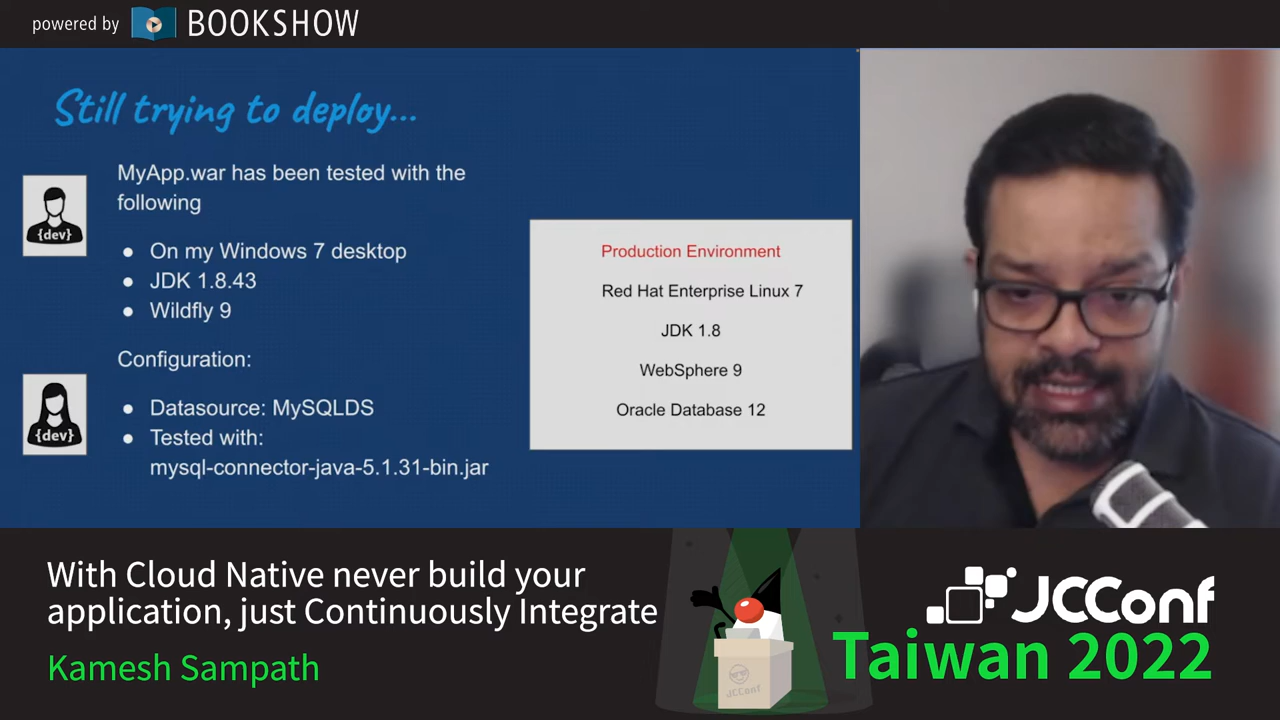 powered by BOOKSHOW
Still trying to deploy...
MyApp.war has been tested with the
following
{dev}
● On my Windows 7 desktop
● JDK 1.8.43
● Wildfly 9
Configuration:
{dev}
● Datasource: MySQLDS
● Tested with:
mysql-connector-java-5.1.31-bin.jar
Production Environment
Red Hat Enterprise Linux 7
JDK 1.8
WebSphere 9
Oracle Database 12
With Cloud Native never build your
application, just Continuously Integrate
Kamesh Sampath
JCConf
JCConf
Taiwan 2022